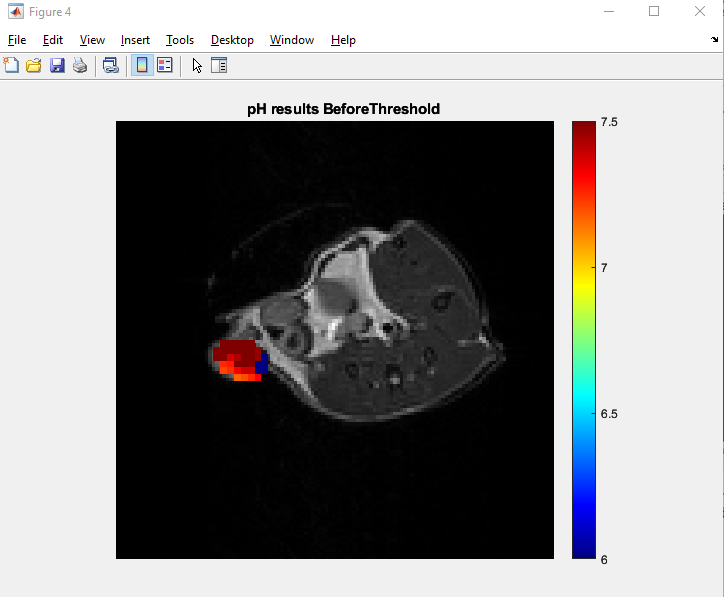 Figure 4
File Edit View Insert Tools Desktop Window Help
pH results BeforeThreshold
7.5
7
6.5
6